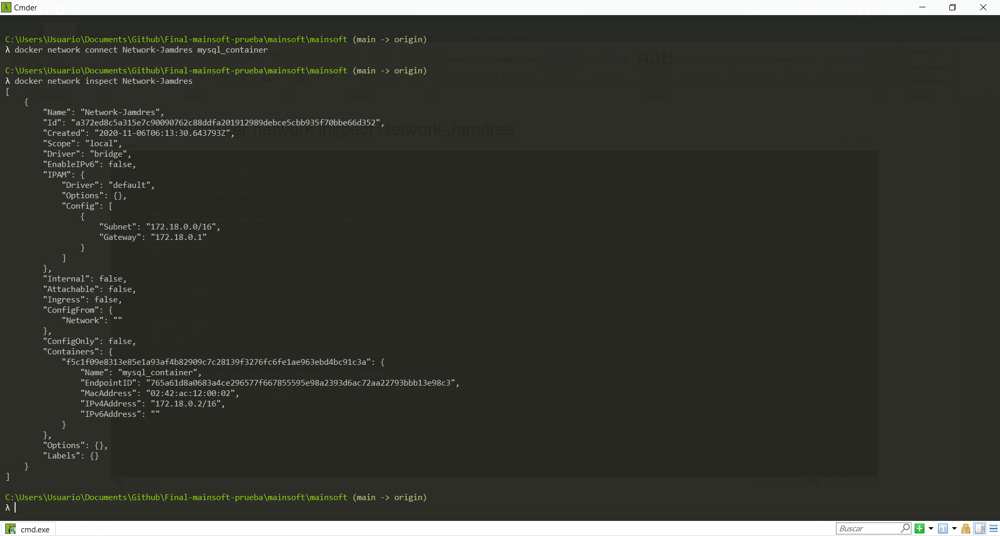 Cmder
C:\Users\Usuario\Documents\Github\Final-mainsoft-prueba\mainsoft\mainsoft (main -> origin)
λ docker network connect Network-Jamdres mysql_container
C:\Users\Usuario\Documents\Github\Final-mainsoft-prueba\mainsoft\mainsoft (main -> origin)
λ docker network inspect Network-Jamdres
[
    {
        "Name": "Network-Jamdres",
        "Id": "a372ed8c5a315e7c90090762c88ddfa201912989debce5cbb935f70bbe66d352",
        "Created": "2020-11-06T06:13:30.643793Z",
        "Scope": "local",
        "Driver": "bridge",
        "EnableIPv6": false,
        "IPAM": {
            "Driver": "default",
            "Options": {},
            "Config": [
                {
                    "Subnet": "172.18.0.0/16",
                    "Gateway": "172.18.0.1"
                }
            ]
        },
        "Internal": false,
        "Attachable": false,
        "Ingress": false,
        "ConfigFrom": {
            "Network": ""
        },
        "ConfigOnly": false,
        "Containers": {
            "f5c1f09e8313e85e1a93af4b82909c7c28139f3276fc6fe1ae963ebd4bc91c3a": {
                "Name": "mysql_container",
                "EndpointID": "765a61d8a0683a4ce296577f667855595e98a2393d6ac72aa22793bbb13e98c3",
                "MacAddress": "02:42:ac:12:00:02",
                "IPv4Address": "172.18.0.2/16",
                "IPv6Address": ""
            }
        },
        "Options": {},
        "Labels": {}
    }
]
C:\Users\Usuario\Documents\Github\Final-mainsoft-prueba\mainsoft\mainsoft (main -> origin)
λ
cmd.exe
Buscar